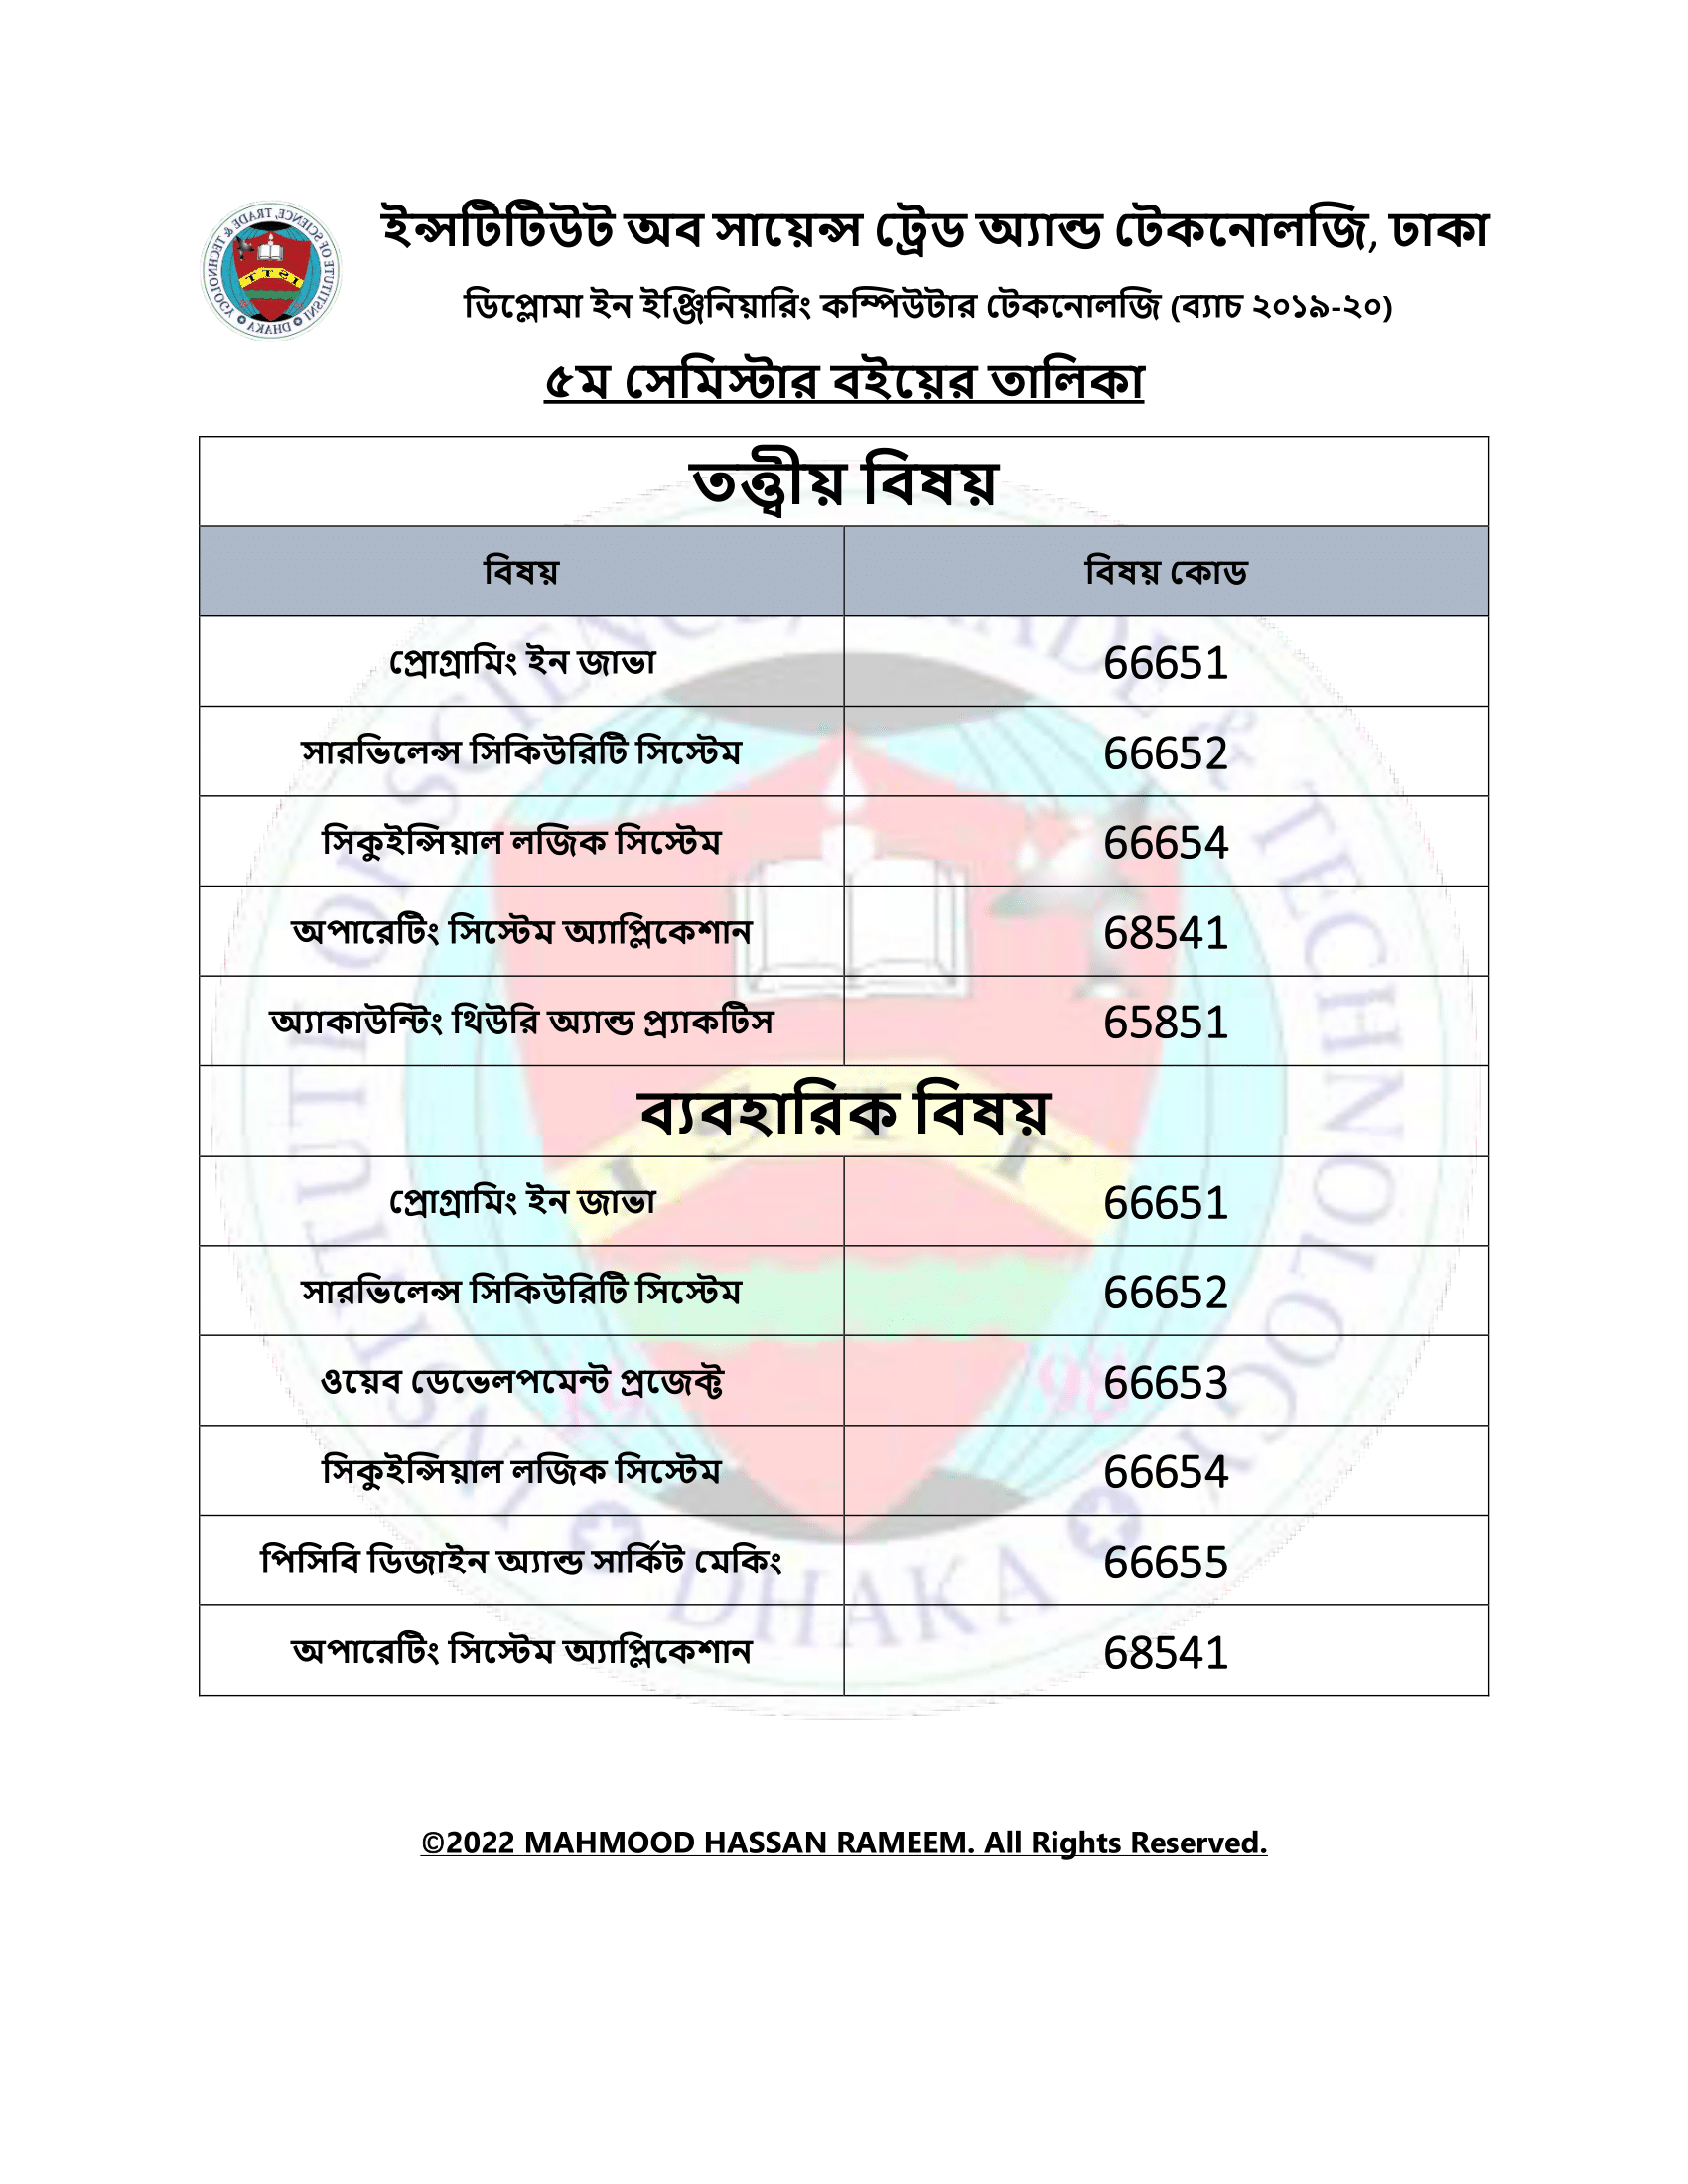 ইন্সটিটিউট অব সায়েন্স ট্রেড অ্যান্ড টেকনোলজি, ঢাকা
ডিপ্লোমা ইন ইঞ্জিনিয়ারিং কম্পিউটার টেকনোলজি (ব্যাচ ২০১৯-২০)
৫ম সেমিস্টার বইয়ের তালিকা
তত্ত্বীয় বিষয়
বিষয় বিষয় কোড
প্রোগ্রামিং ইন জাভা 66651
সারভিলেন্স সিকিউরিটি সিস্টেম 66652
সিকুইন্সিয়াল লজিক সিস্টেম 66654
অপারেটিং সিস্টেম অ্যাপ্লিকেশান 68541
অ্যাকাউন্টিং থিউরি অ্যান্ড প্র্যাকটিস 65851
ব্যবহারিক বিষয়
প্রোগ্রামিং ইন জাভা 66651
সারভিলেন্স সিকিউরিটি সিস্টেম 66652
ওয়েব ডেভেলপমেন্ট প্রজেক্ট 66653
সিকুইন্সিয়াল লজিক সিস্টেম 66654
পিসিবি ডিজাইন অ্যান্ড সার্কিট মেকিং 66655
অপারেটিং সিস্টেম অ্যাপ্লিকেশান 68541
INSTITUTE OF SCIENCE, TRADE & TECHNOLOGY
DHAKA
I S T T
©2022 MAHMOOD HASSAN RAMEEM. All Rights Reserved.